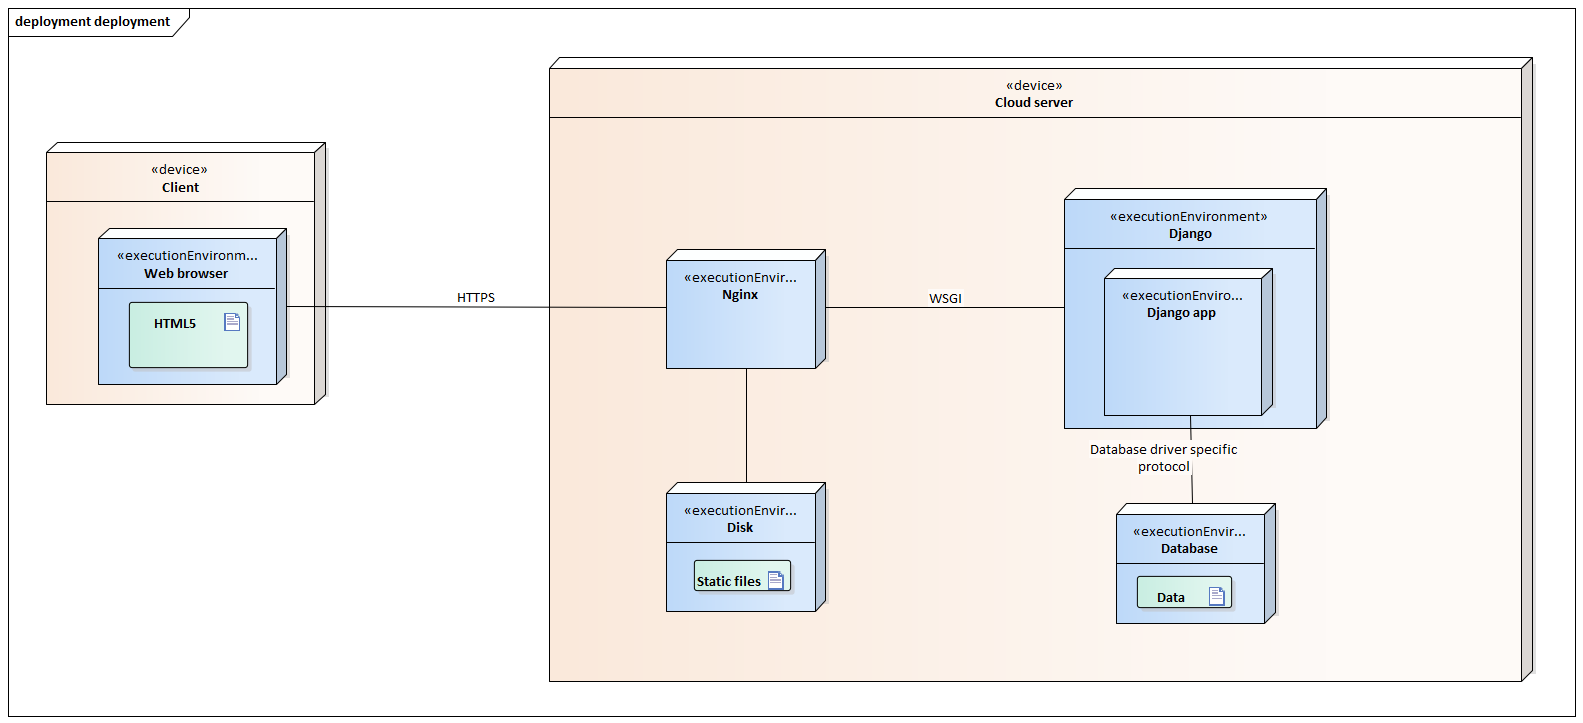 deployment deployment
«device»
Cloud server
«device»
Client
«executionEnvironm...
Web browser
HTML5
HTTPS
«executionEnvir...
Nginx
WSGI
«executionEnvironment»
Django
«executionEnviro...
Django app
Database driver specific
protocol
«executionEnvir...
Disk
Static files
«executionEnvir...
Database
Data